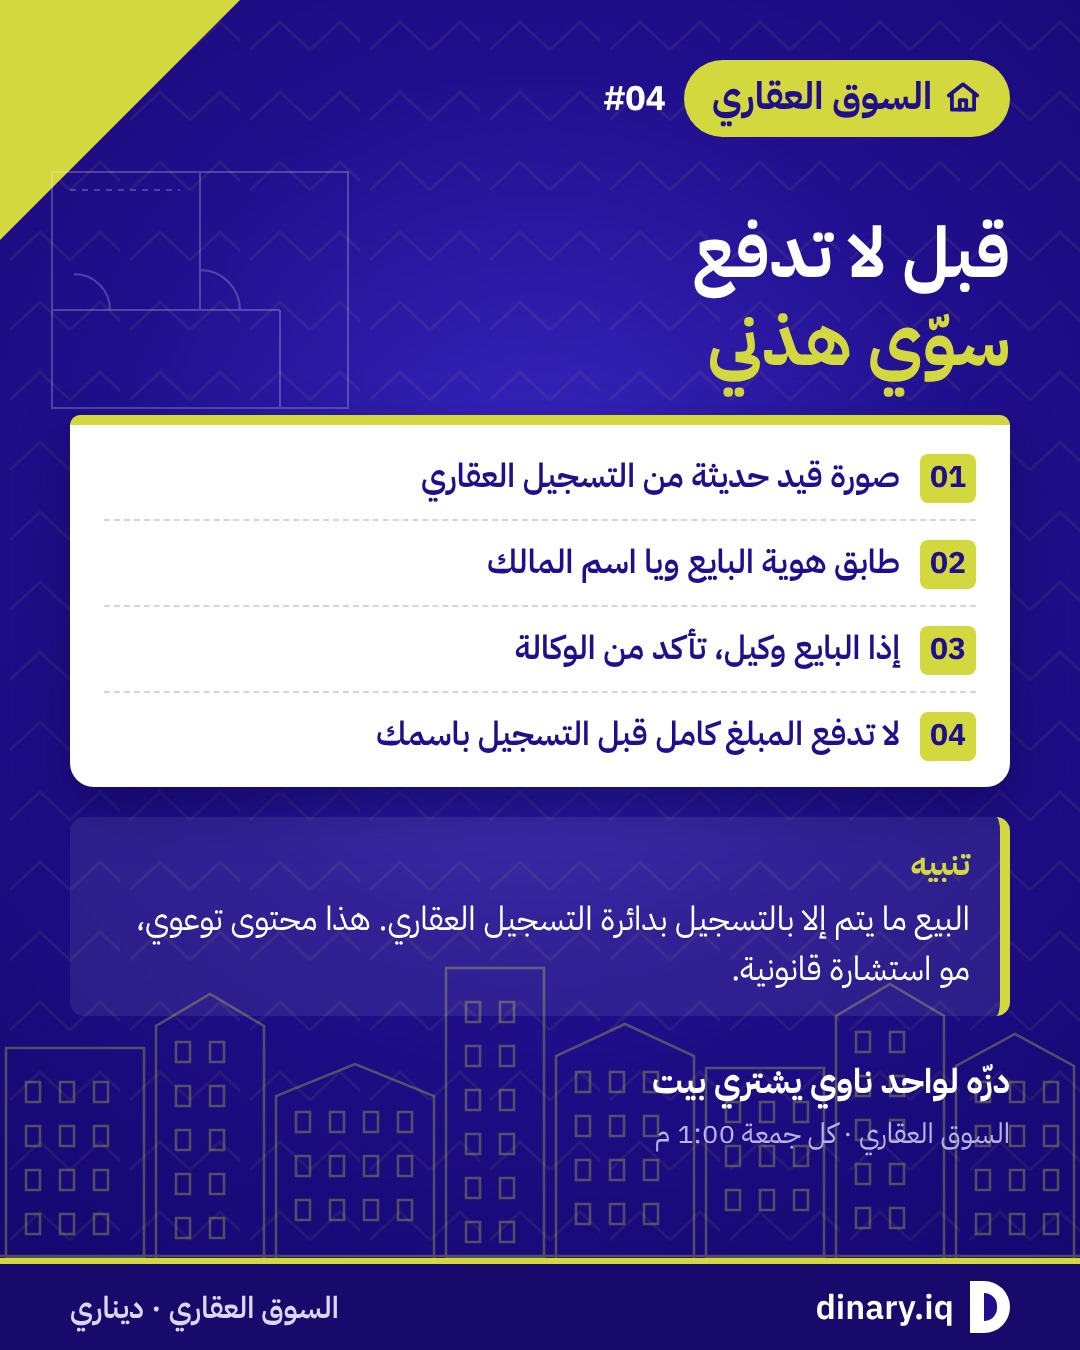 السوق العقاري #04
قبل لا تدفع
سوّي هذني
01 صورة قيد حديثة من التسجيل العقاري
02 طابق هوية البايع ويا اسم المالك
03 إذا البايع وكيل، تأكد من الوكالة
04 لا تدفع المبلغ كامل قبل التسجيل باسمك
تنبيه
البيع ما يتم إلا بالتسجيل بدائرة التسجيل العقاري. هذا محتوى توعوي،
مو استشارة قانونية.
دزّه لواحد ناوي يشتري بيت
السوق العقاري · كل جمعة 1:00 م
dinary.iq
السوق العقاري · ديناري